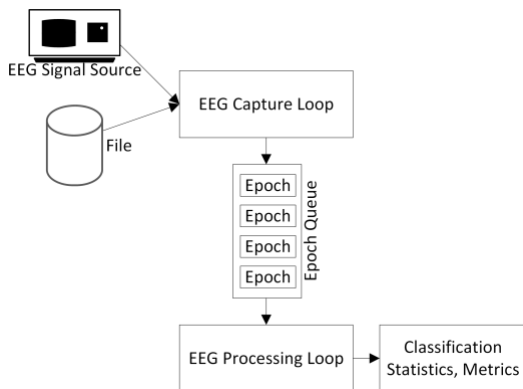 EEG Signal Source
File
EEG Capture Loop
Epoch
Epoch
Epoch
Epoch
Epoch Queue
EEG Processing Loop
Classification
Statistics, Metrics